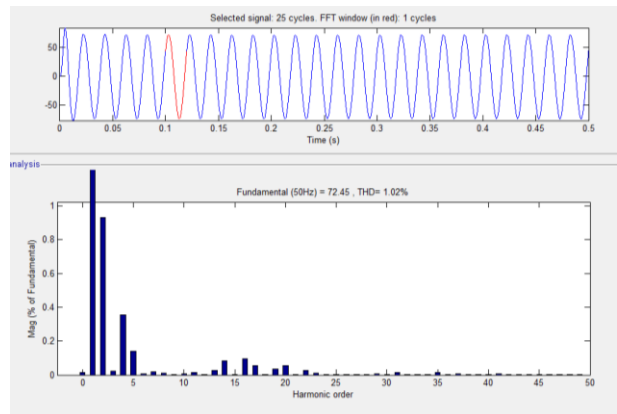 Selected signal: 25 cycles. FFT window (in red): 1 cycles
50
0
-50
0 0.05 0.1 0.15 0.2 0.25 0.3 0.35 0.4 0.45 0.5
Time (s)
analysis
Fundamental (50Hz) = 72.45 , THD= 1.02%
Mag (% of Fundamental)
1
0.8
0.6
0.4
0.2
0
0 5 10 15 20 25 30 35 40 45 50
Harmonic order